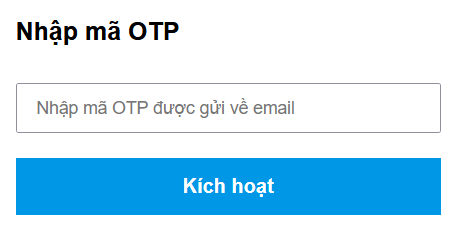 Nhập mã OTP
Nhập mã OTP được gửi về email
Kích hoạt